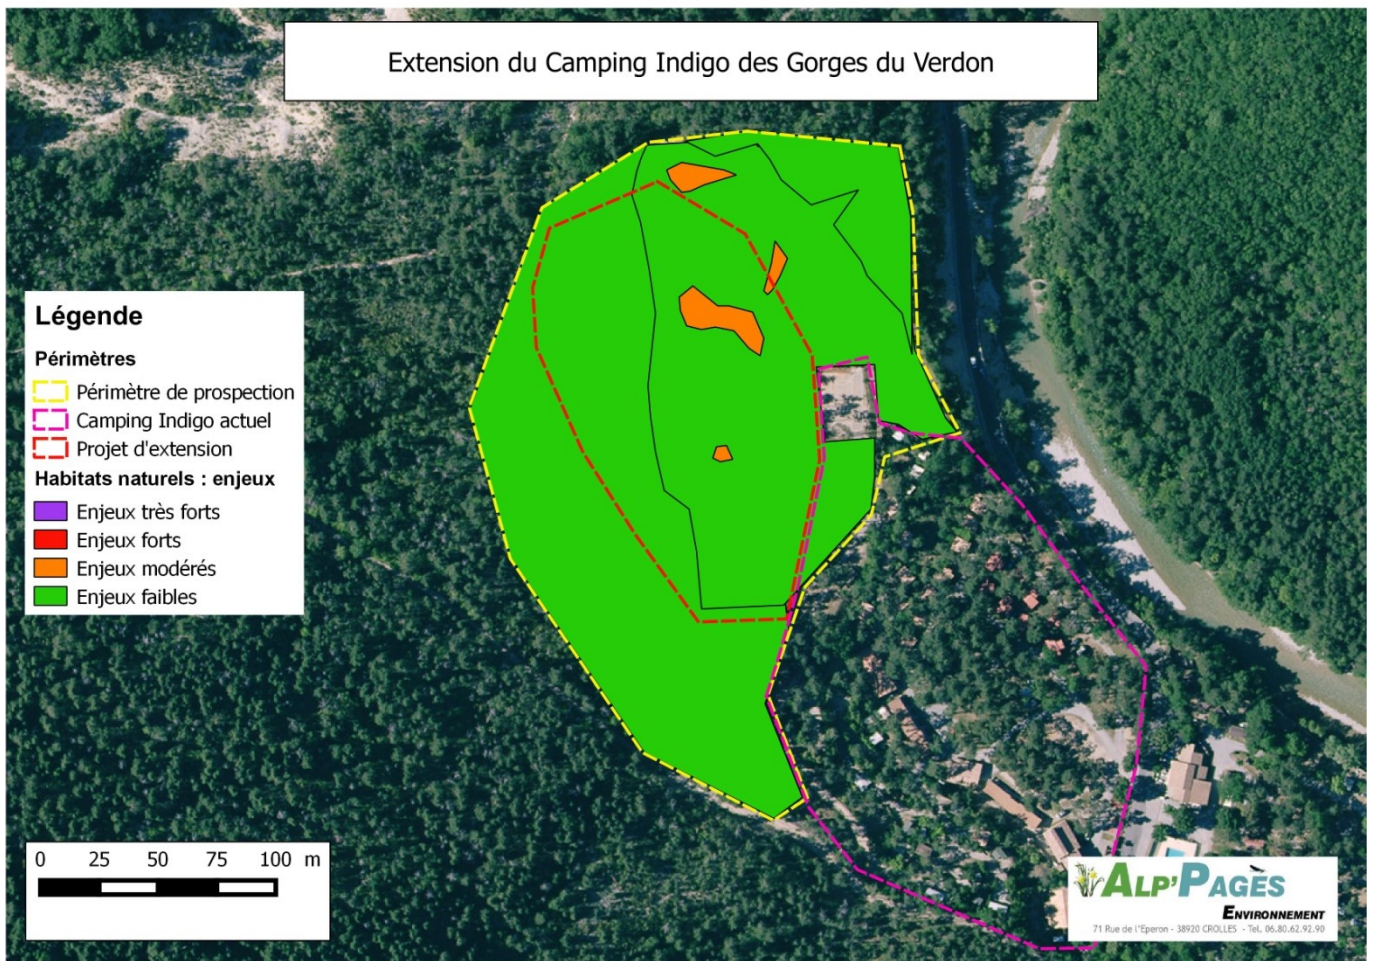 Extension du Camping Indigo des Gorges du Verdon
Légende
Périmètres
Périmètre de prospection
Camping Indigo actuel
Projet d'extension
Habitats naturels : enjeux
Enjeux très forts
Enjeux forts
Enjeux modérés
Enjeux faibles
0 25 50 75 100 m
ALP'PAGÈS
ENVIRONNEMENT
71 Rue de l'Eperon - 38920 CROLLES - Tel. 06.80.62.92.90